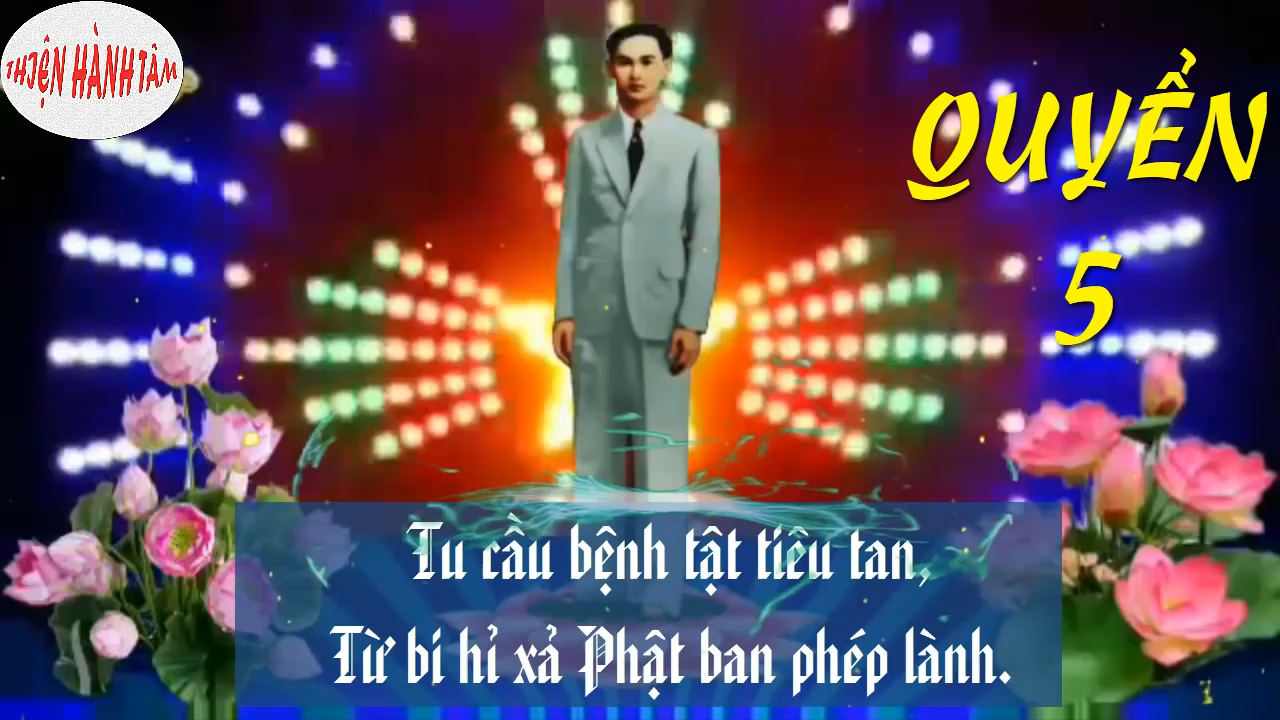 THIỆN HÀNH TÂM
QUYỂN
5
Tu cầu bệnh tật tiêu tan,
Từ bi hỉ xả Phật ban phép lành.